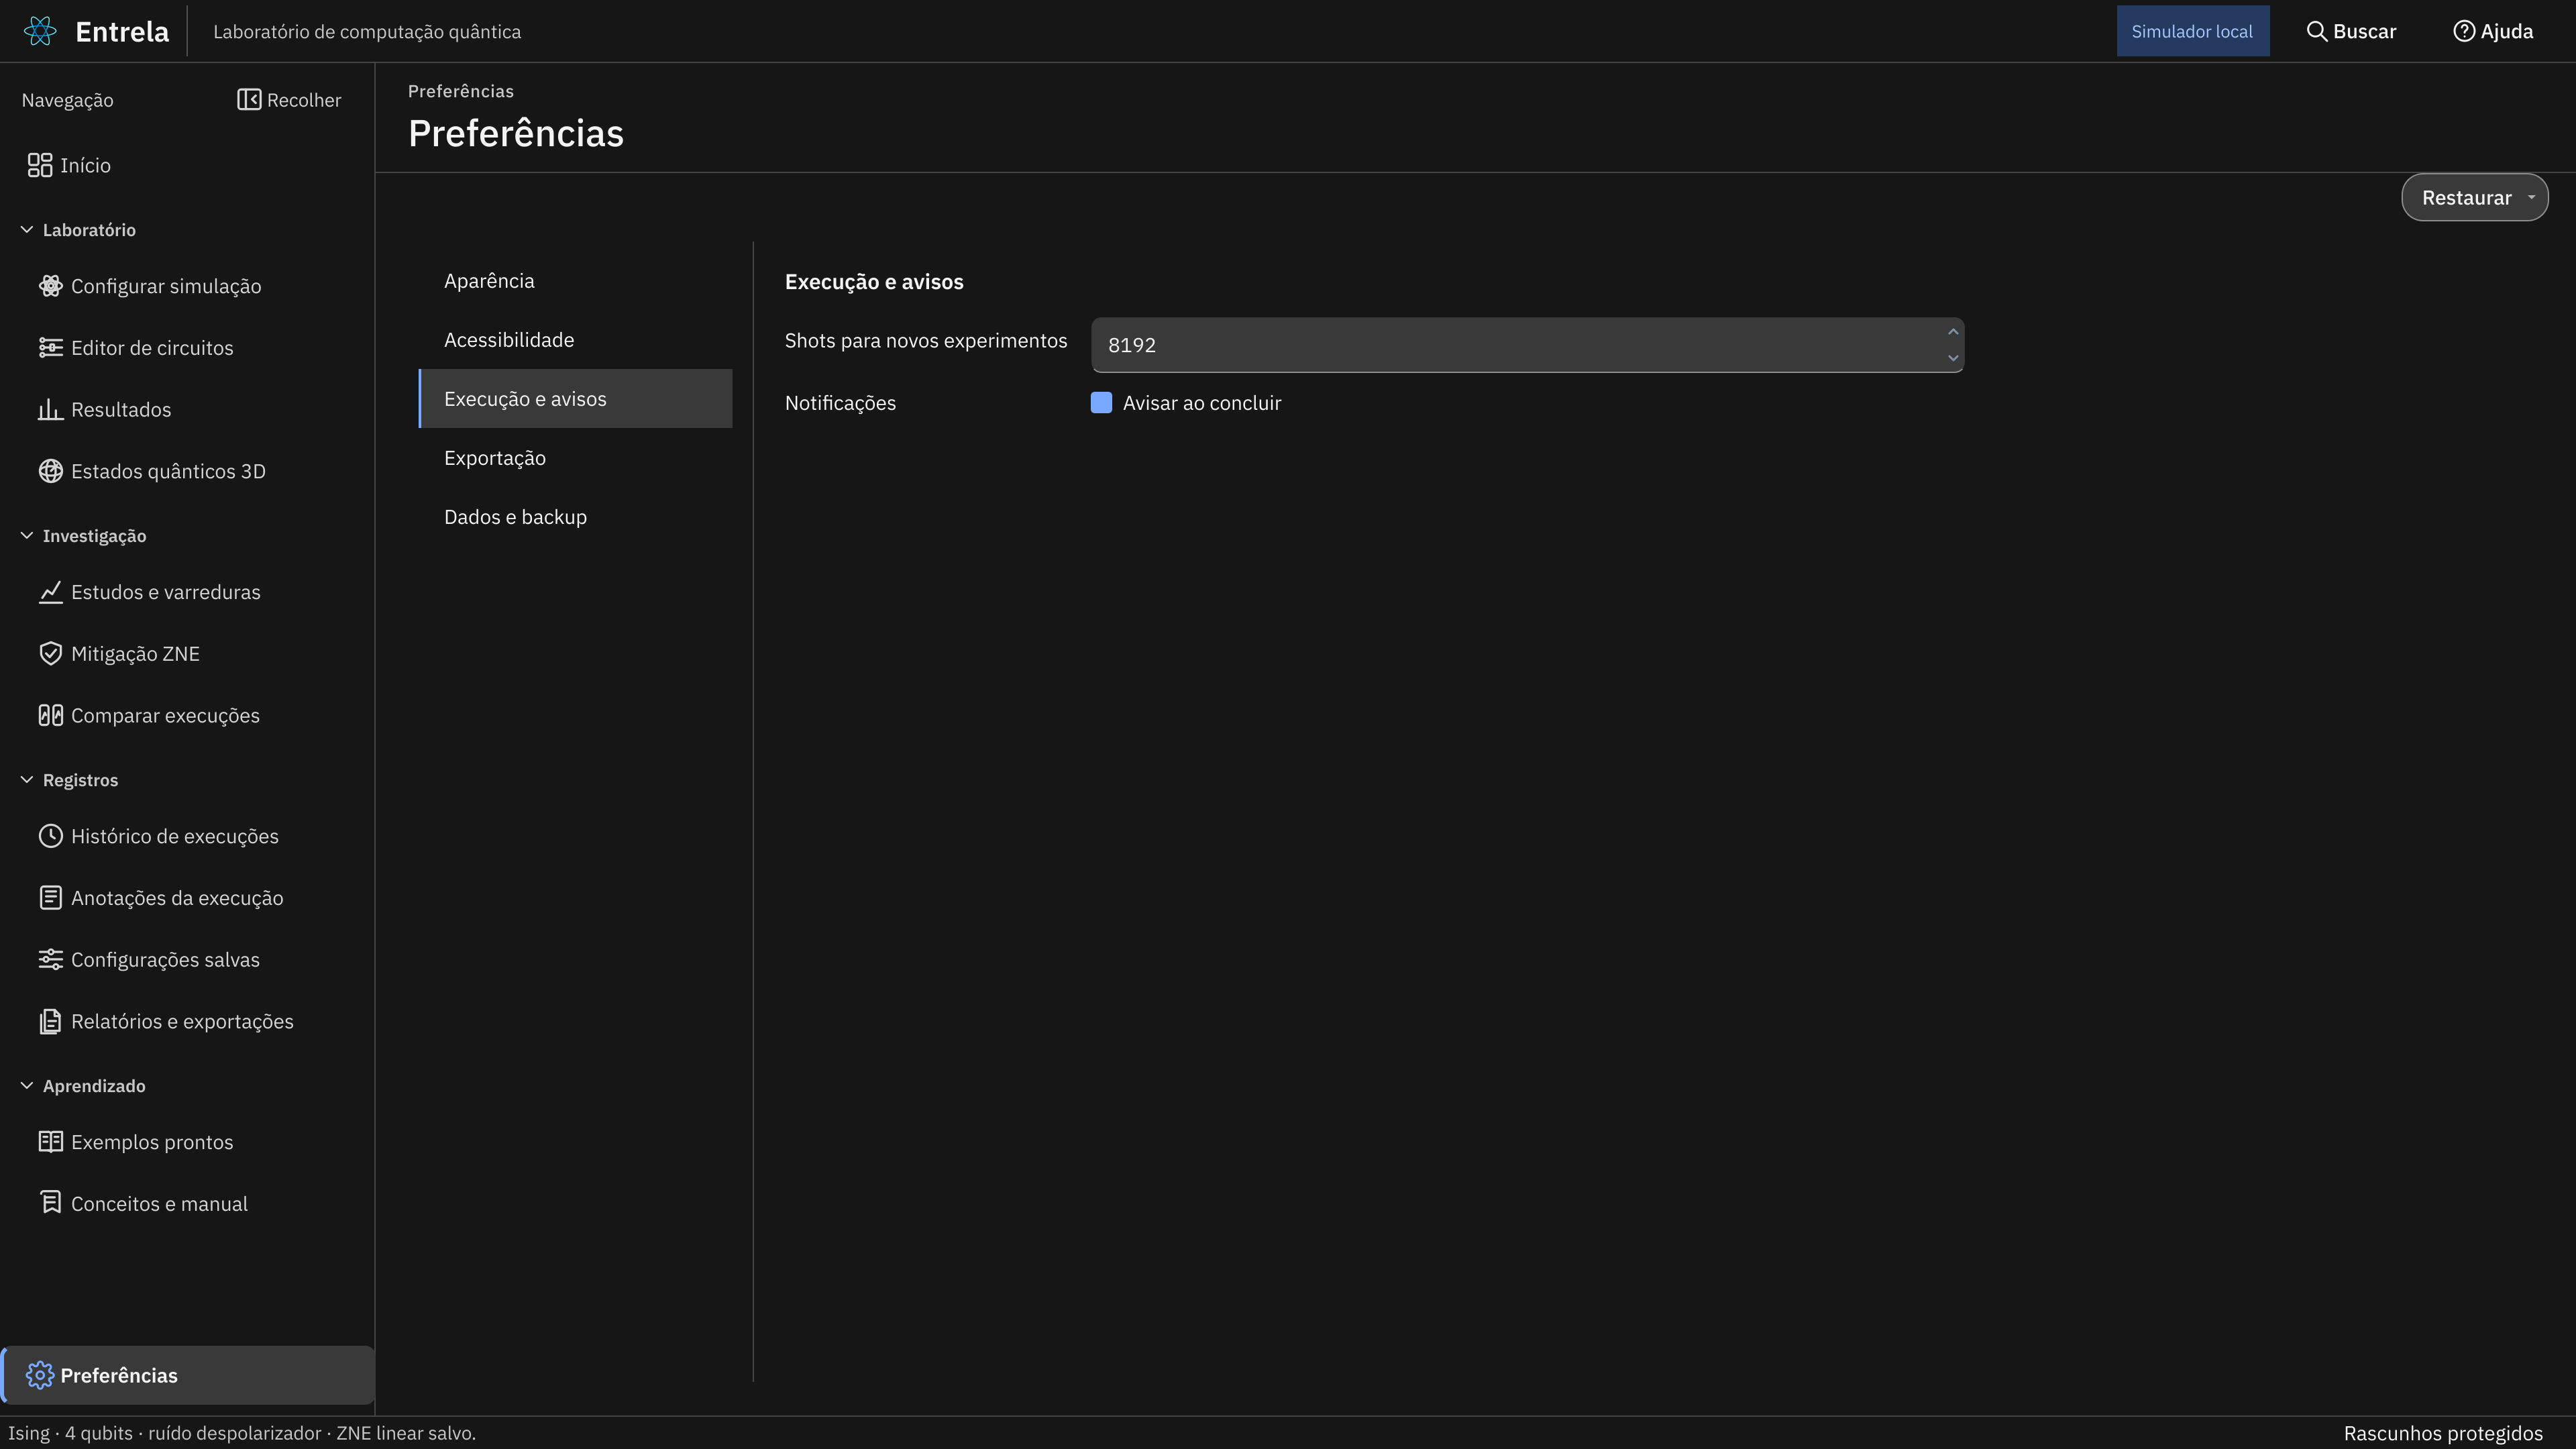 Entrela
Laboratório de computação quântica
Simulador local
Buscar
Ajuda
Navegação
Recolher
Início
Laboratório
Configurar simulação
Editor de circuitos
Resultados
Estados quânticos 3D
Investigação
Estudos e varreduras
Mitigação ZNE
Comparar execuções
Registros
Histórico de execuções
Anotações da execução
Configurações salvas
Relatórios e exportações
Aprendizado
Exemplos prontos
Conceitos e manual
Preferências
Preferências
Preferências
Restaurar
Aparência
Acessibilidade
Execução e avisos
Exportação
Dados e backup
Execução e avisos
Shots para novos experimentos
8192
Notificações
Avisar ao concluir
Ising · 4 qubits · ruído despolarizador · ZNE linear salvo.
Rascunhos protegidos